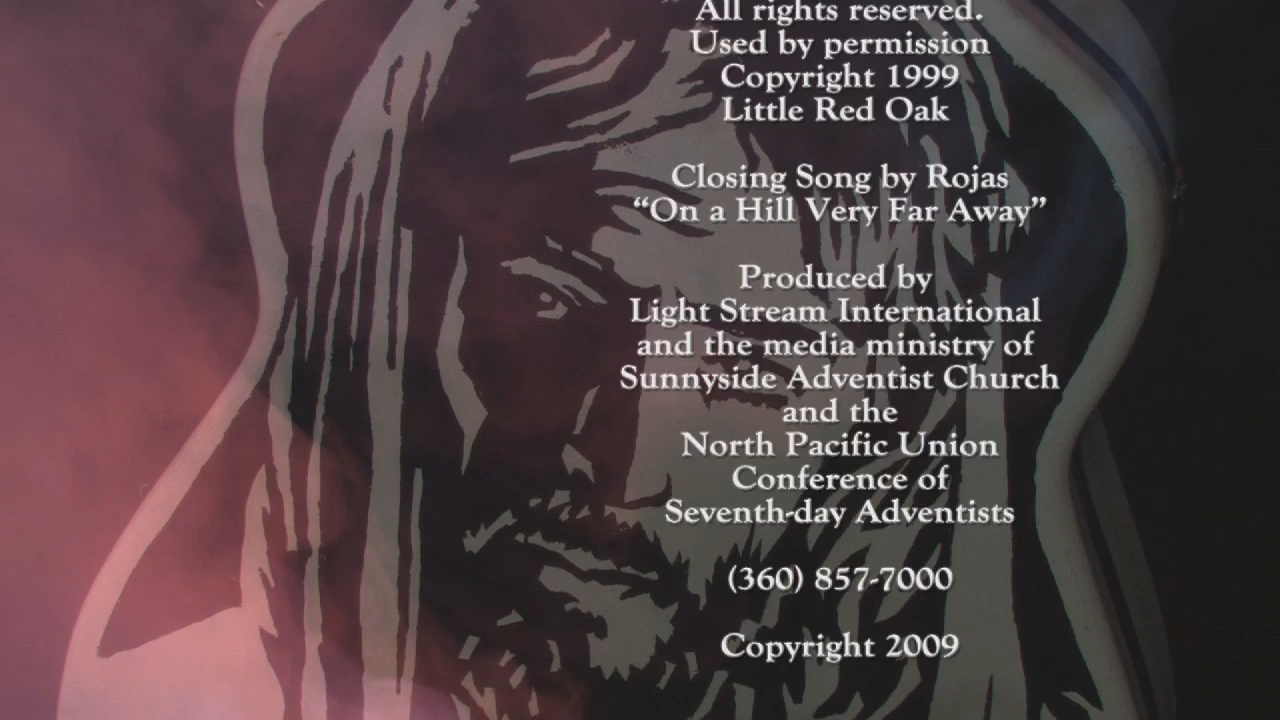 All rights reserved.
Used by permission
Copyright 1999
Little Red Oak
Closing Song by Rojas
“On a Hill Very Far Away”
Produced by
Light Stream International
and the media ministry of
Sunnyside Adventist Church
and the
North Pacific Union
Conference of
Seventh-day Adventists
(360) 857-7000
Copyright 2009